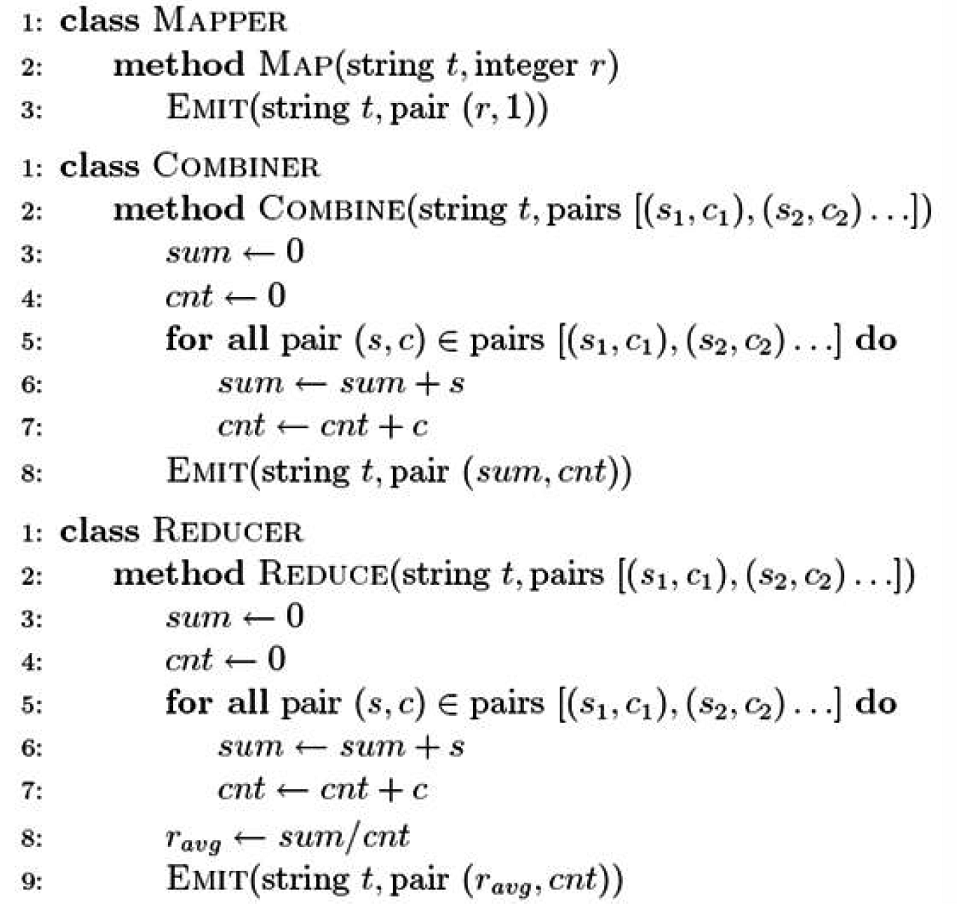 1: class MAPPER
2: method MAP(string t, integer r)
3: EMIT(string t, pair (r, 1))
1: class COMBINER
2: method COMBINE(string t, pairs [(s₁, c₁), (s₂, c₂) ...])
3: sum ← 0
4: cnt ← 0
5: for all pair (s, c) ∈ pairs [(s₁, c₁), (s₂, c₂) ...] do
6: sum ← sum + s
7: cnt ← cnt + c
8: EMIT(string t, pair (sum, cnt))
1: class REDUCER
2: method REDUCE(string t, pairs [(s₁, c₁), (s₂, c₂) ...])
3: sum ← 0
4: cnt ← 0
5: for all pair (s, c) ∈ pairs [(s₁, c₁), (s₂, c₂) ...] do
6: sum ← sum + s
7: cnt ← cnt + c
8: r_avg ← sum/cnt
9: EMIT(string t, pair (r_avg, cnt))